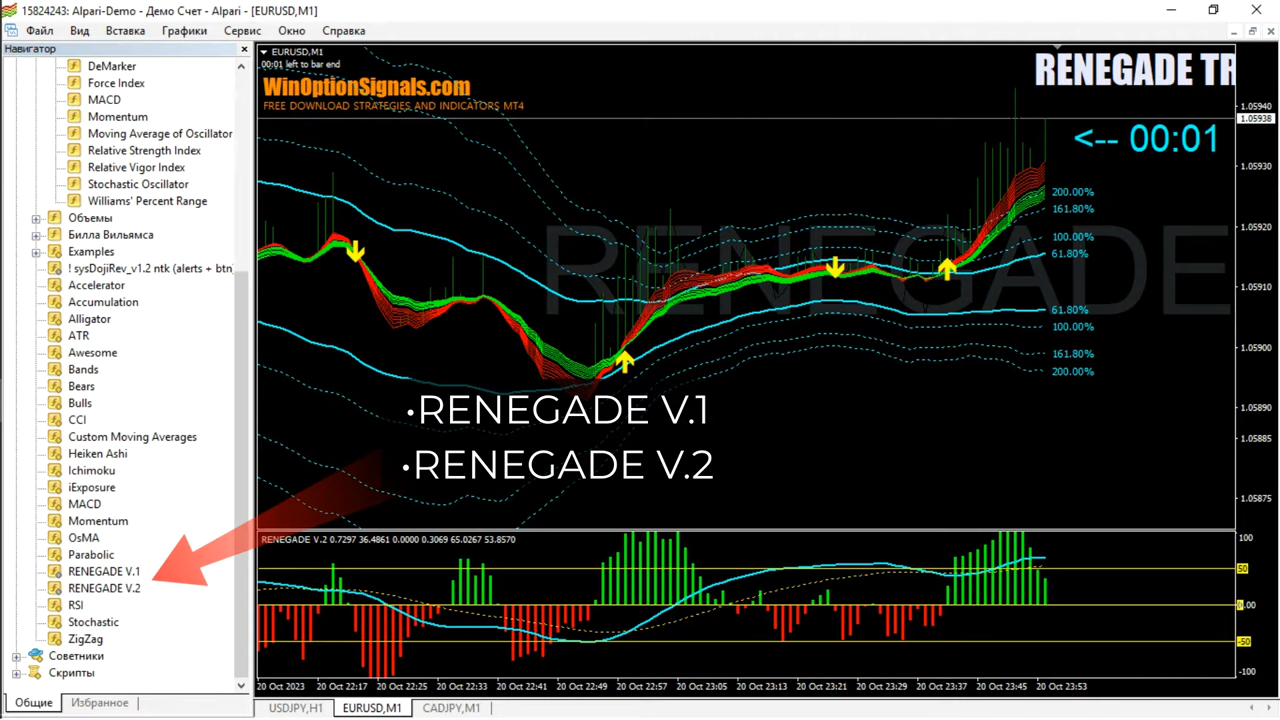 15824243: Alpari-Demo - Демо Счет - Alpari - [EURUSD,M1]
Файл Вид Вставка Графики Сервис Окно Справка
Навигатор
DeMarker
Force Index
MACD
Momentum
Moving Average of Oscillator
Relative Strength Index
Relative Vigor Index
Stochastic Oscillator
Williams' Percent Range
Объемы
Билла Вильямса
Examples
! sysDojiRev_v1.2 ntk (alerts + btn)
Accelerator
Accumulation
Alligator
ATR
Awesome
Bands
Bears
Bulls
CCI
Custom Moving Averages
Heiken Ashi
Ichimoku
iExposure
MACD
Momentum
OsMA
Parabolic
RENEGADE V.1
RENEGADE V.2
RSI
Stochastic
ZigZag
Советники
Скрипты
Общие Избранное
EURUSD,M1
00:01 left to bar end
WinOptionSignals.com
FREE DOWNLOAD STRATEGIES AND INDICATORS MT4
RENEGADE TR
<-- 00:01
200.00%
161.80%
100.00%
61.80%
61.80%
100.00%
161.80%
200.00%
RENEGADE
•RENEGADE V.1
•RENEGADE V.2
1.05940
1.05938
1.05930
1.05920
1.05910
1.05900
1.05885
1.05875
RENEGADE V.2 0.7297 36.4861 0.0000 0.3069 65.0267 53.8570
100
50
0.00
-50
-100
20 Oct 2023 20 Oct 22:17 20 Oct 22:25 20 Oct 22:33 20 Oct 22:41 20 Oct 22:49 20 Oct 22:57 20 Oct 23:05 20 Oct 23:13 20 Oct 23:21 20 Oct 23:29 20 Oct 23:37 20 Oct 23:45 20 Oct 23:53
USDJPY,H1 EURUSD,M1 CADJPY,M1